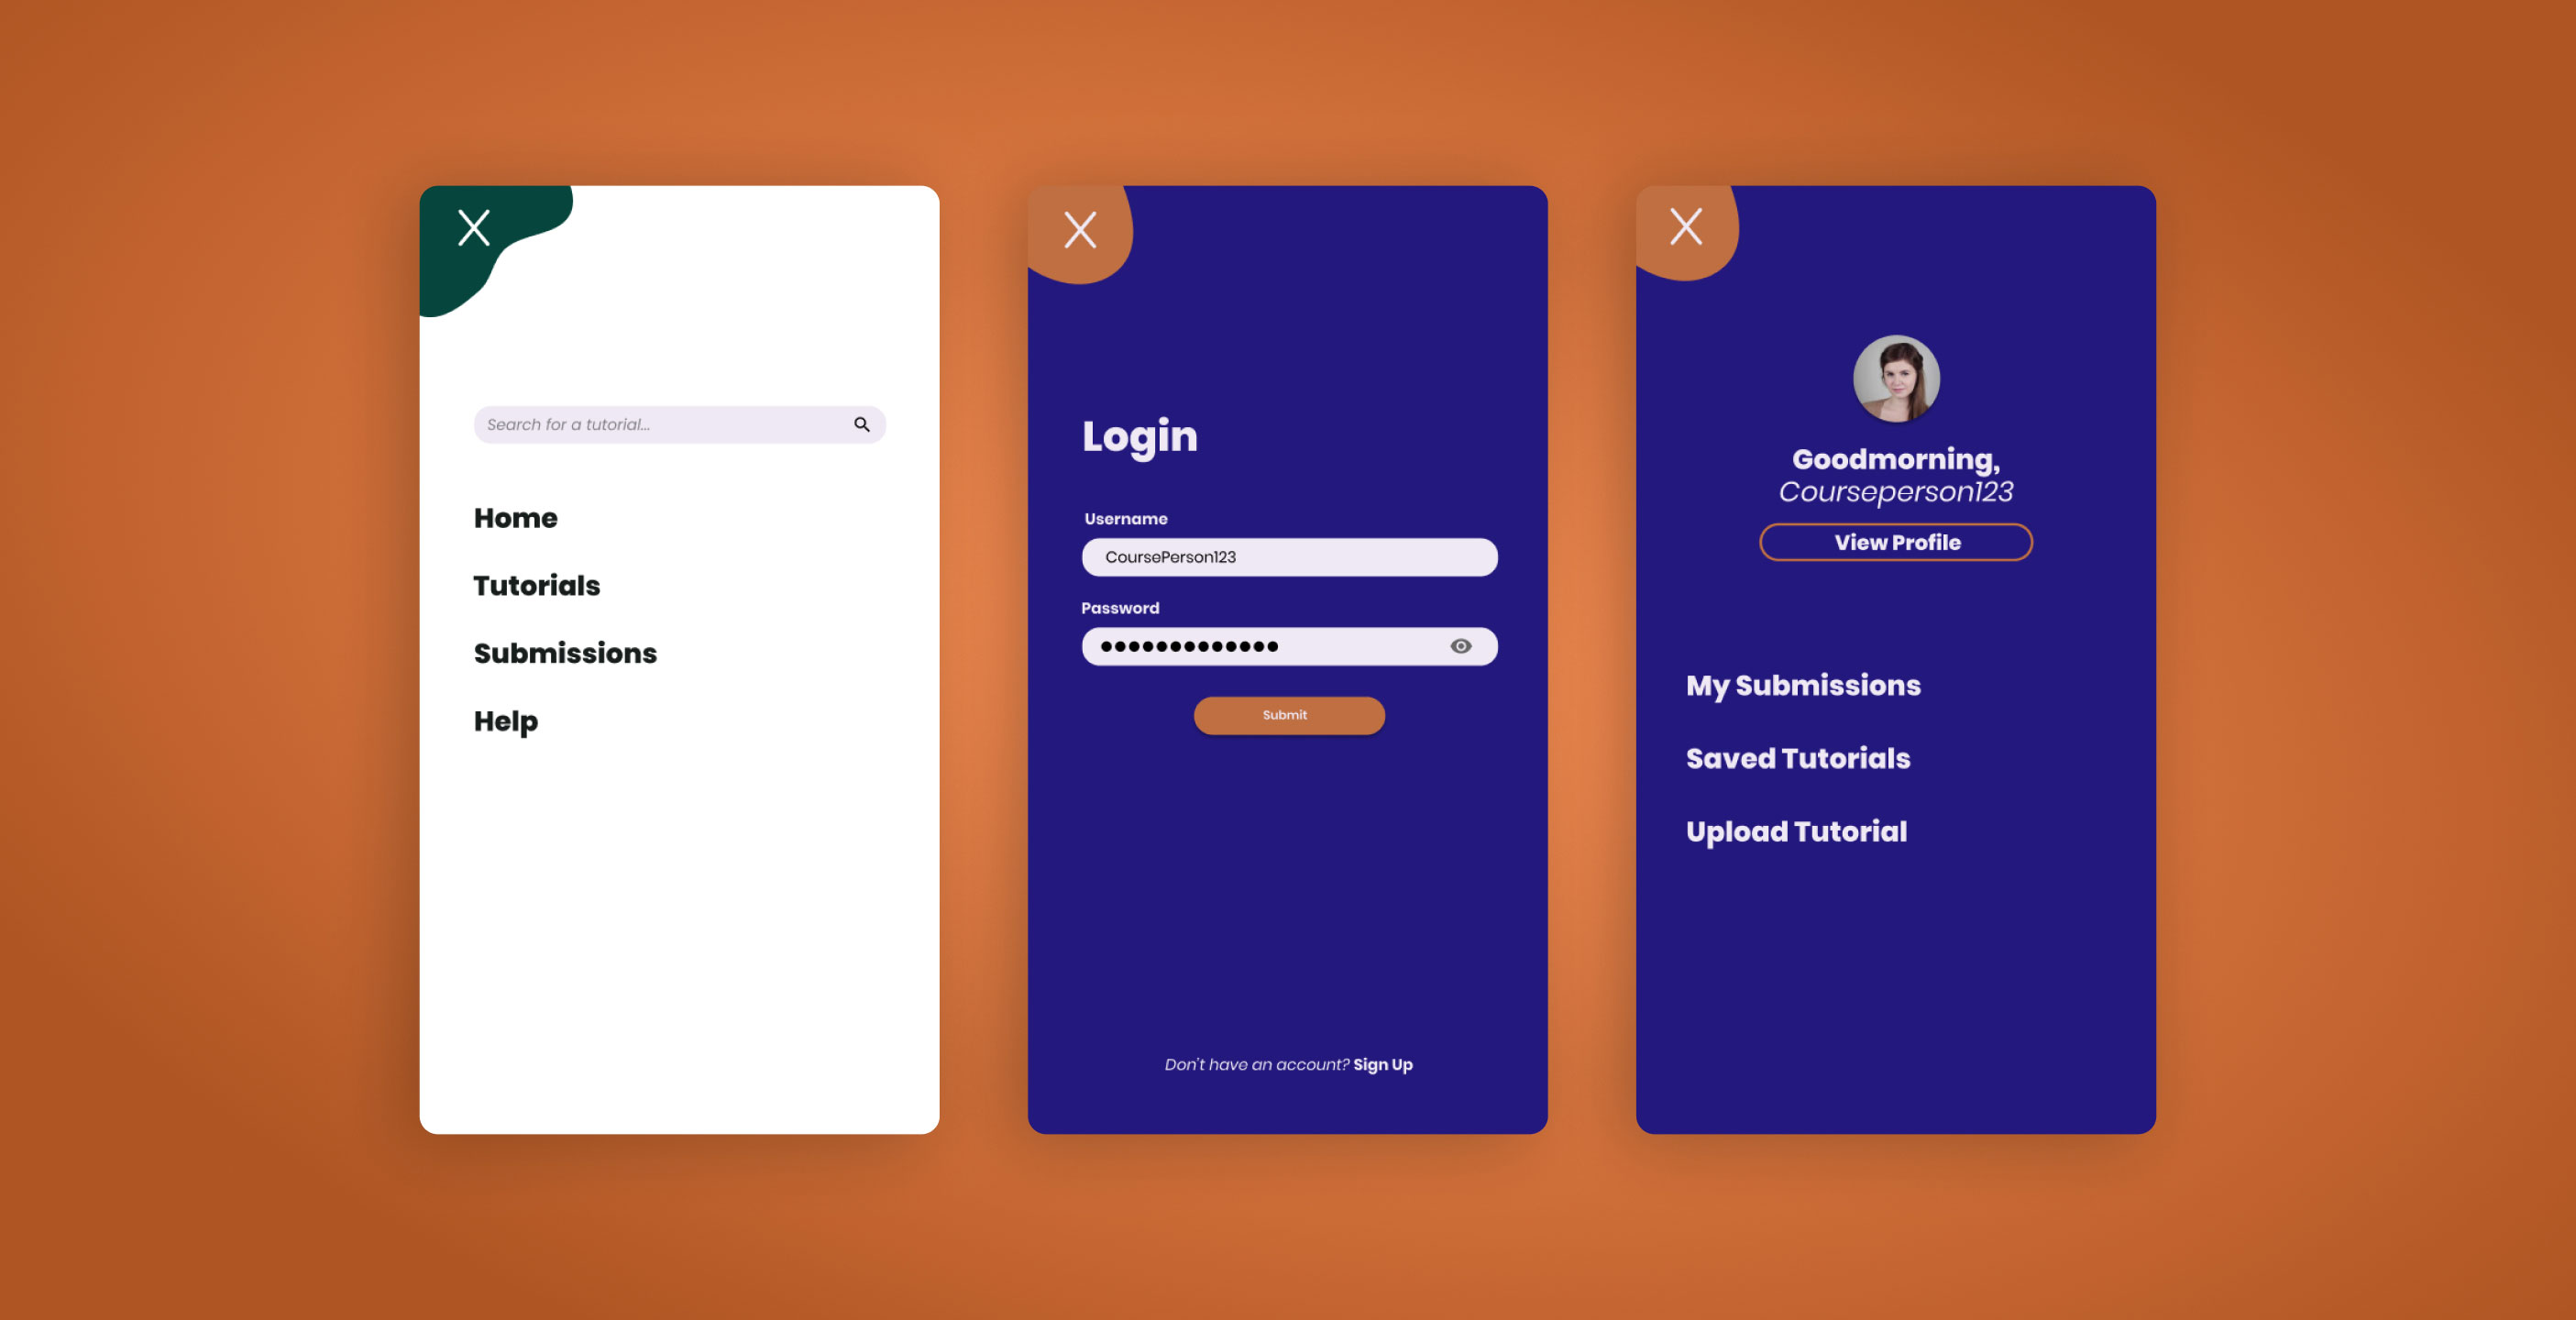 Search for a tutorial...
Home
Tutorials
Submissions
Help
Login
Username
CoursePerson123
Password
Submit
Don't have an account? Sign Up
Goodmorning,
Courseperson123
View Profile
My Submissions
Saved Tutorials
Upload Tutorial